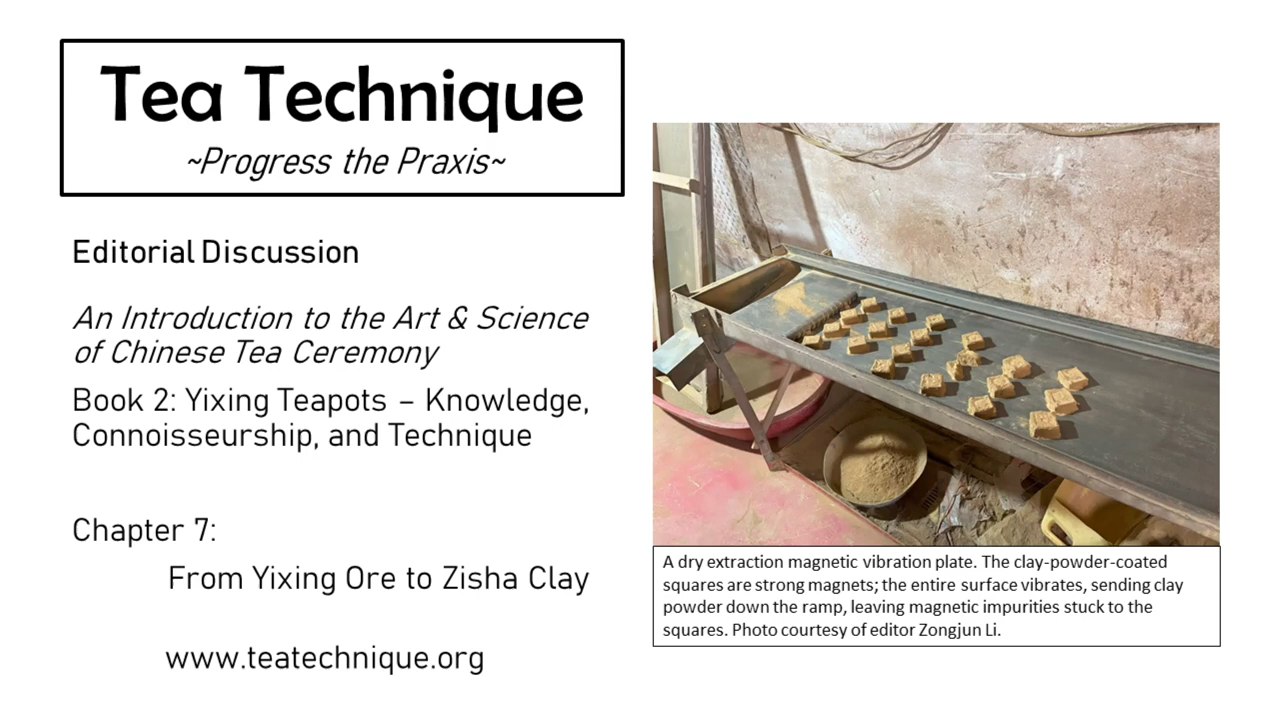 Tea Technique
~Progress the Praxis~
Editorial Discussion
An Introduction to the Art & Science
of Chinese Tea Ceremony
Book 2: Yixing Teapots – Knowledge,
Connoisseurship, and Technique
Chapter 7:
From Yixing Ore to Zisha Clay
www.teatechnique.org
A dry extraction magnetic vibration plate. The clay-powder-coated
squares are strong magnets; the entire surface vibrates, sending clay
powder down the ramp, leaving magnetic impurities stuck to the
squares. Photo courtesy of editor Zongjun Li.